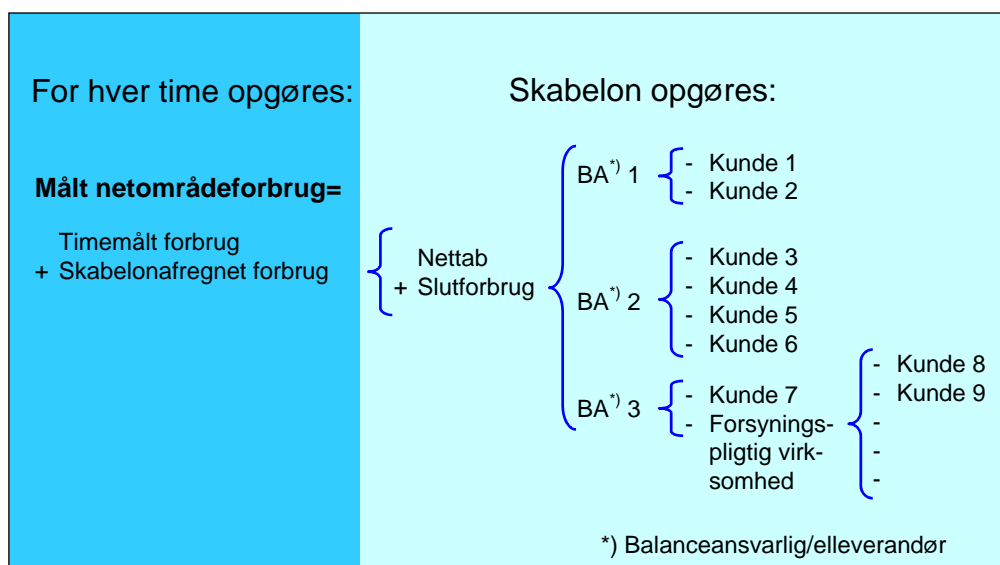 For hver time opgøres:
Målt netområdeforbrug=
Timemålt forbrug
+ Skabelonafregnet forbrug
Skabelon opgøres:
Nettab
+ Slutforbrug
BA*) 1
- Kunde 1
- Kunde 2
BA*) 2
- Kunde 3
- Kunde 4
- Kunde 5
- Kunde 6
BA*) 3
- Kunde 7
- Forsynings-
pligtig virk-
somhed
- Kunde 8
- Kunde 9
-
-
-
*) Balanceansvarlig/elleverandør